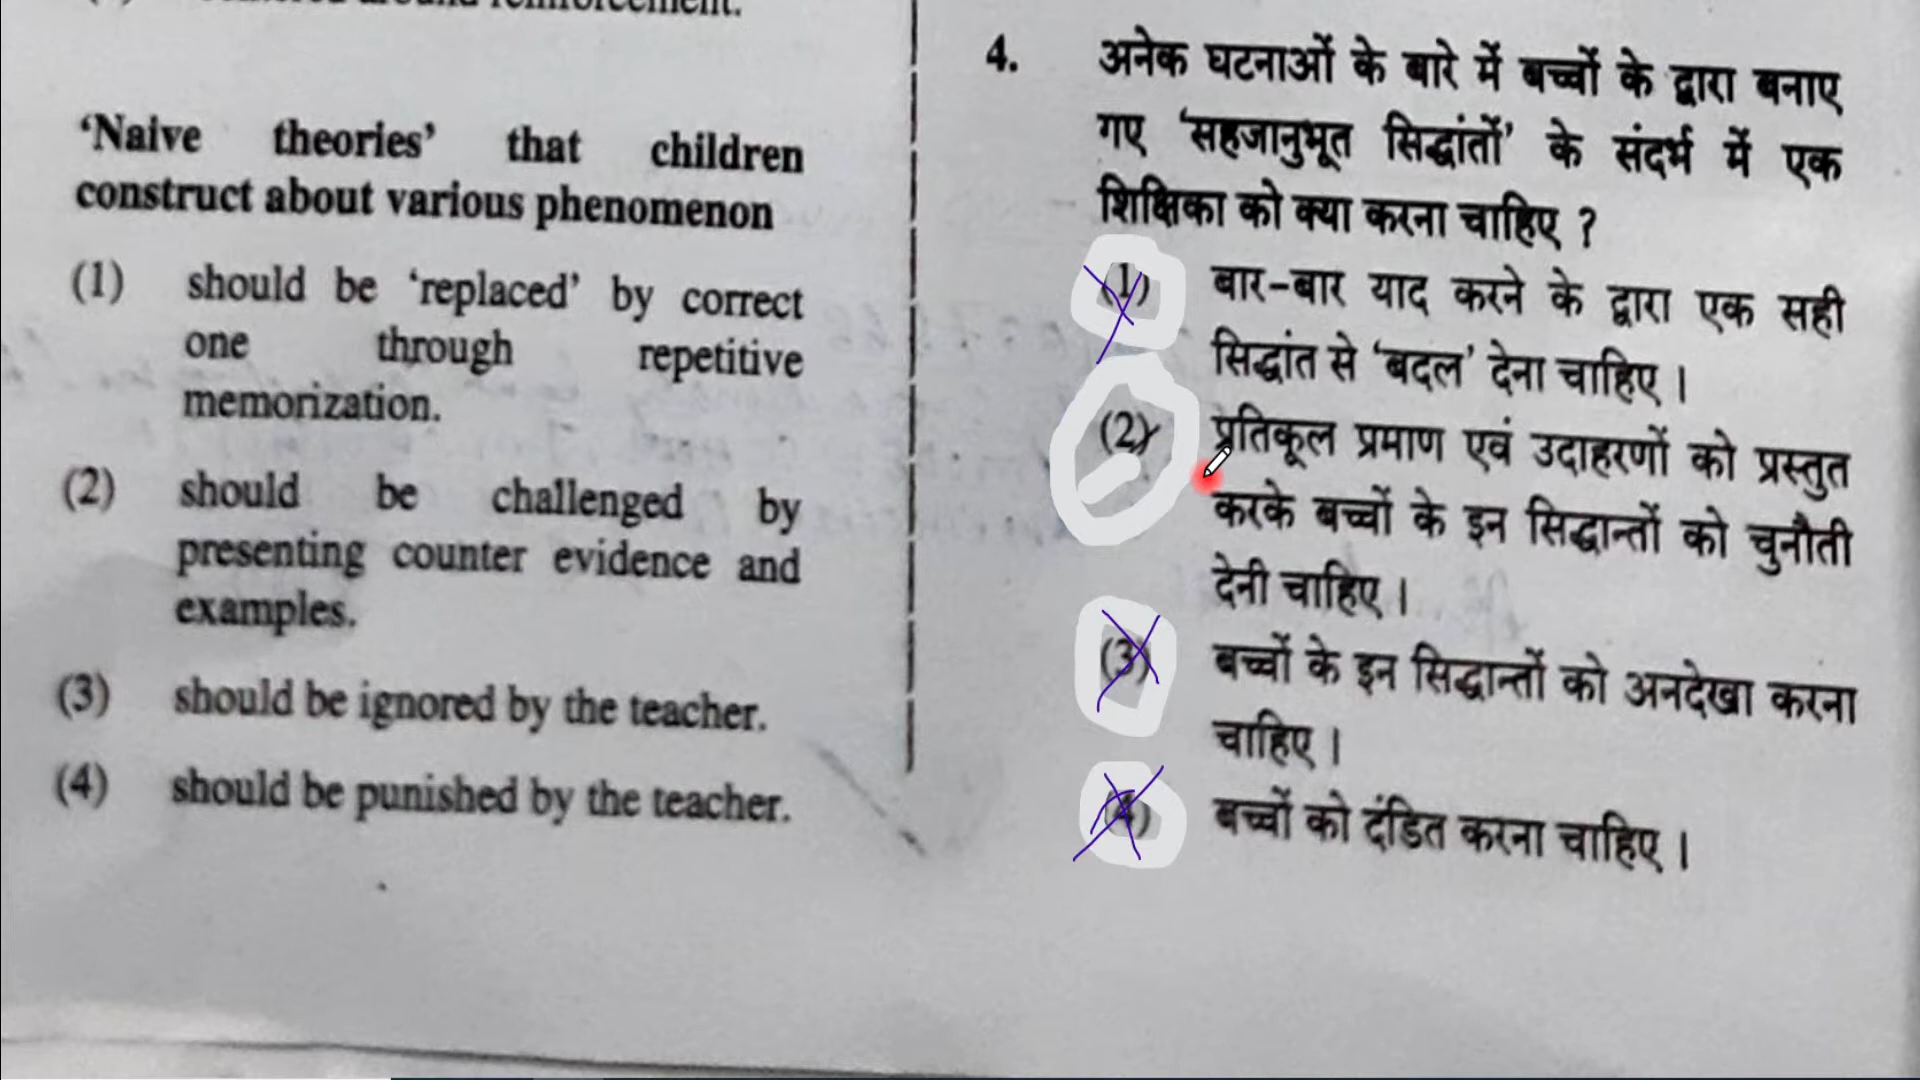 reinforcement.
‘Naive theories’ that children
construct about various phenomenon
(1) should be ‘replaced’ by correct
one through repetitive
memorization.
(2) should be challenged by
presenting counter evidence and
examples.
(3) should be ignored by the teacher.
(4) should be punished by the teacher.
4. अनेक घटनाओं के बारे में बच्चों के द्वारा बनाए
गए ‘सहजानुभूत सिद्धांतों’ के संदर्भ में एक
शिक्षिका को क्या करना चाहिए ?
(1) बार-बार याद करने के द्वारा एक सही
सिद्धांत से ‘बदल’ देना चाहिए ।
(2) प्रतिकूल प्रमाण एवं उदाहरणों को प्रस्तुत
करके बच्चों के इन सिद्धान्तों को चुनौती
देनी चाहिए ।
(3) बच्चों के इन सिद्धान्तों को अनदेखा करना
चाहिए ।
(4) बच्चों को दंडित करना चाहिए ।